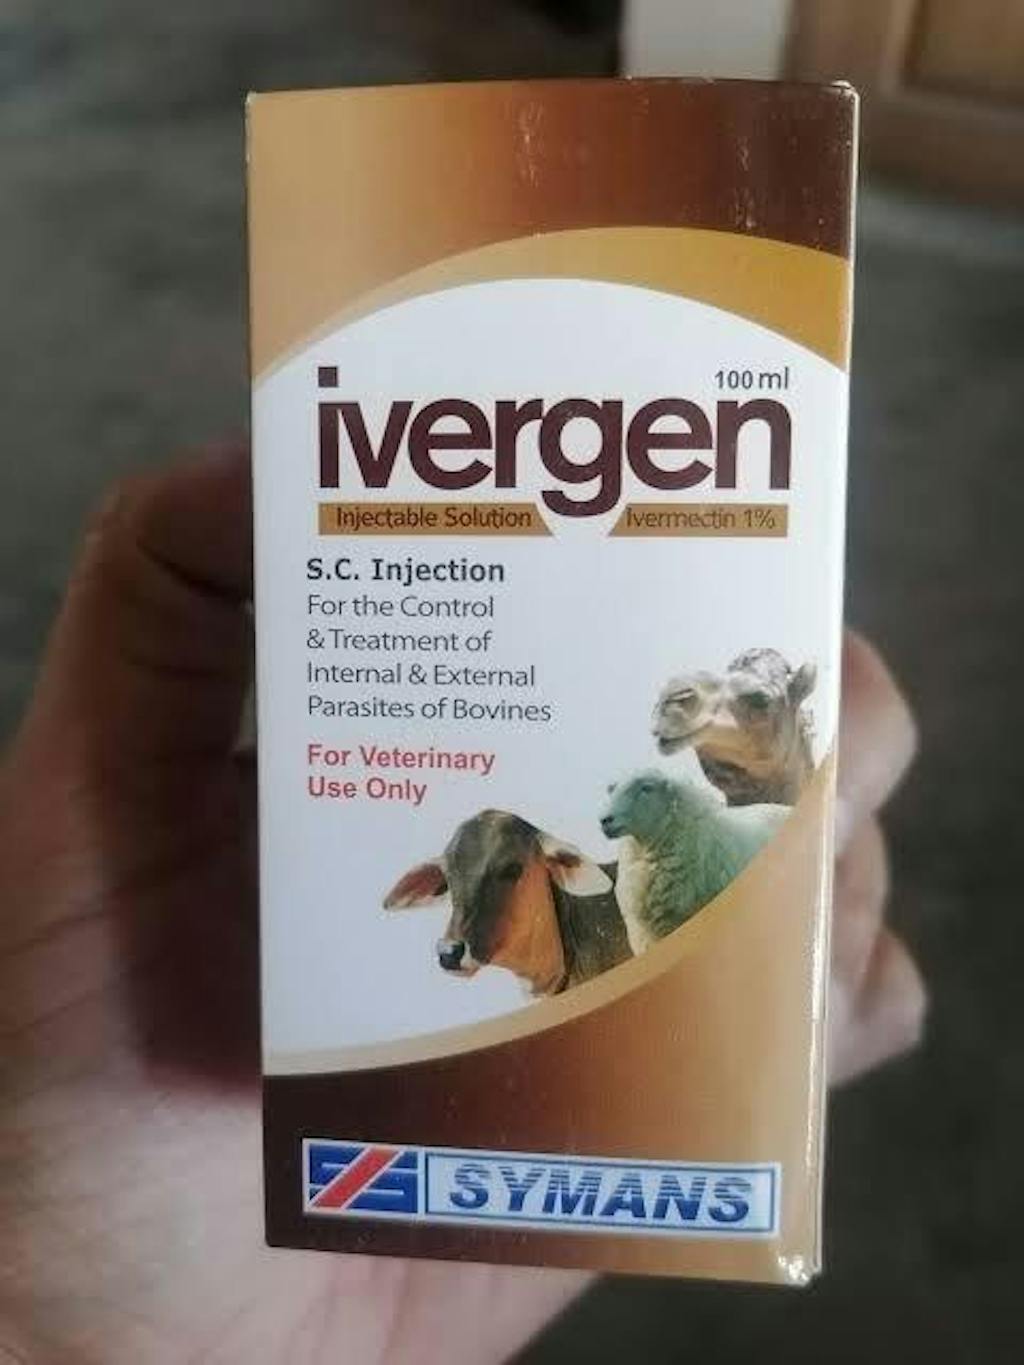 100 ml
ivergen
Injectable Solution Ivermectin 1%
S.C. Injection
For the Control
& Treatment of
Internal & External
Parasites of Bovines
For Veterinary
Use Only
SYMANS